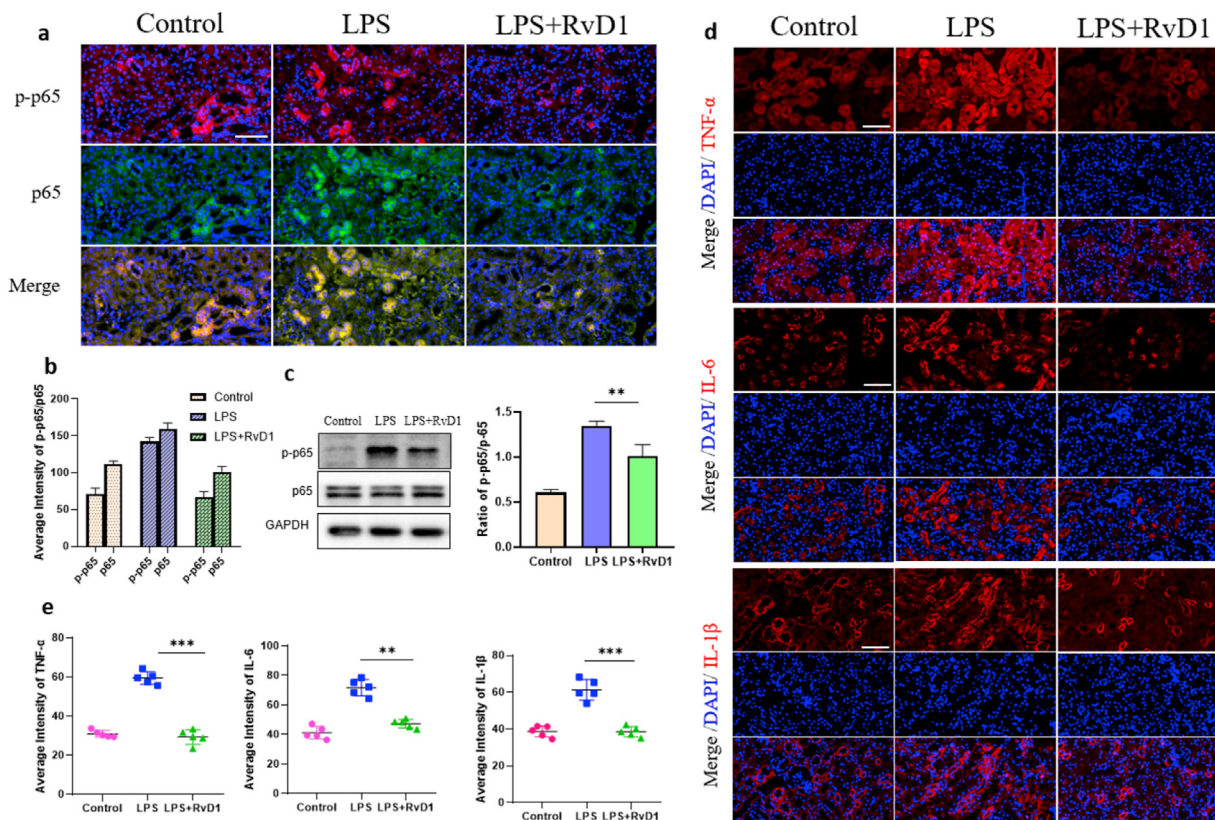 a
Control LPS LPS+RvD1
p-p65
p65
Merge
b
Average Intensity of p-p65/p65
200
150
100
50
0
Control
LPS
LPS+RvD1
p-p65 p65 p-p65 p65 p-p65 p65
c
Control LPS LPS+RvD1
p-p65
p65
GAPDH
**
Ratio of p-p65/p-65
1.5
1.0
0.5
0.0
Control LPS LPS+RvD1
d
Control LPS LPS+RvD1
Merge /DAPI/ TNF-α
Merge /DAPI/ IL-6
Merge /DAPI/ IL-1β
e
Average Intensity of TNF-α
80
60
40
20
0
***
Control LPS LPS+RvD1
Average Intensity of IL-6
100
80
60
40
20
0
**
Control LPS LPS+RvD1
Average Intensity of IL-1β
80
60
40
20
0
***
Control LPS LPS+RvD1